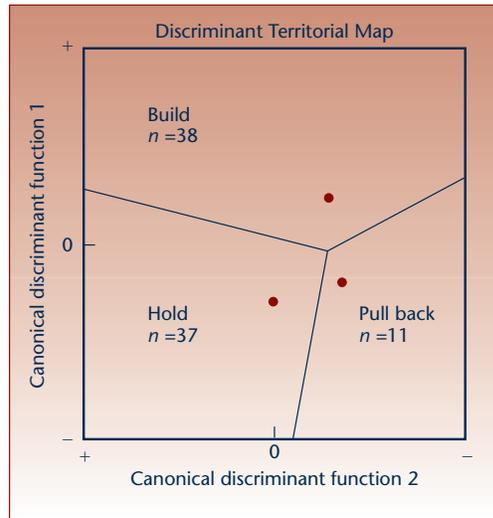 Discriminant Territorial Map
+
Canonical discriminant function 1
Build
n =38
0
Hold
n =37
Pull back
n =11
–
0
+
–
Canonical discriminant function 2